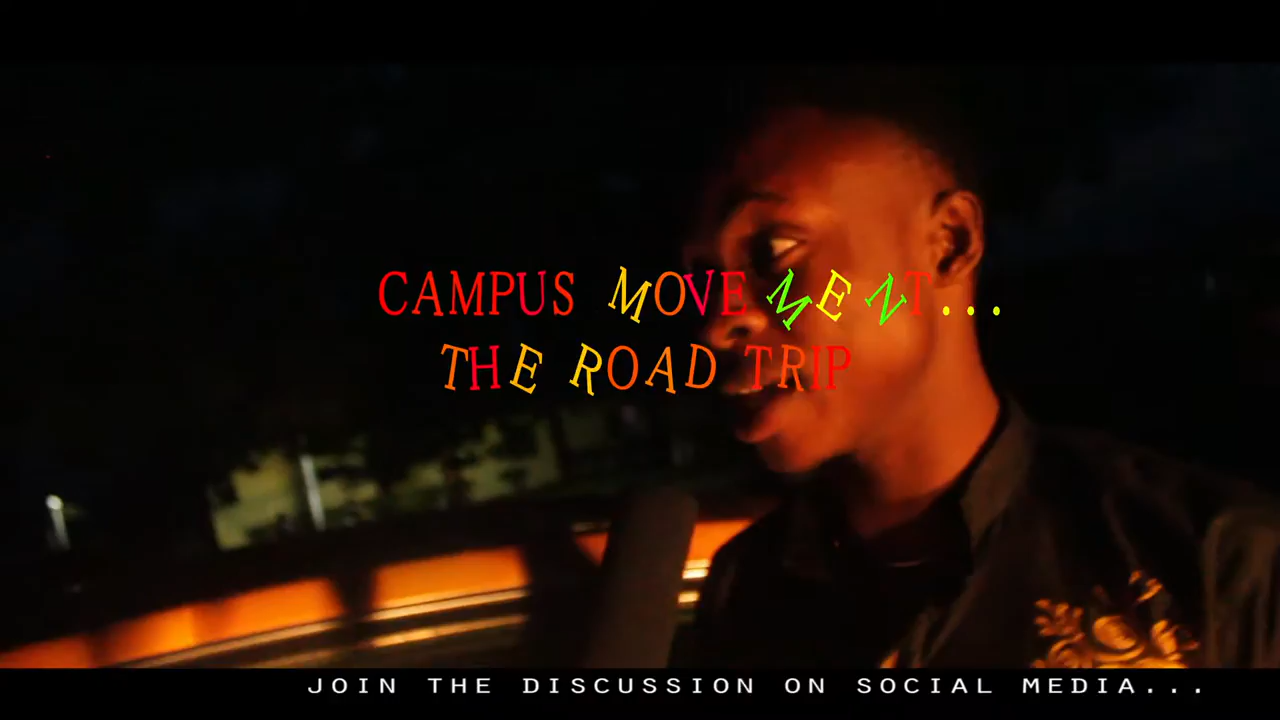 CAMPUS MOVEMENT...
THE ROAD TRIP
JOIN THE DISCUSSION ON SOCIAL MEDIA...